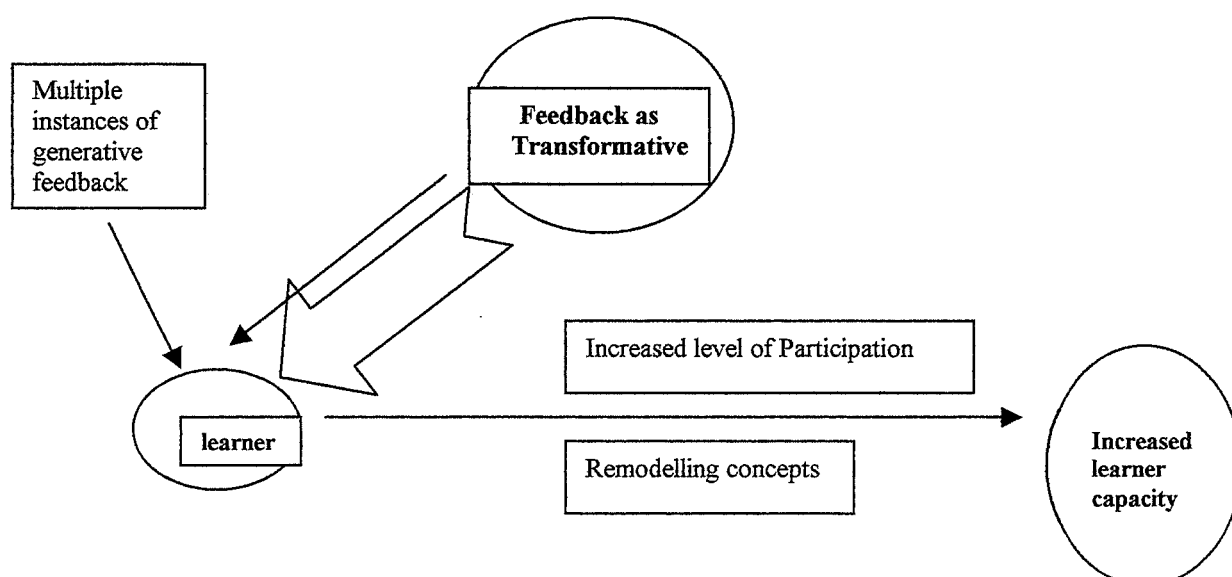 Multiple
instances of
generative
feedback
Feedback as
Transformative
Increased level of Participation
learner
Remodelling concepts
Increased
learner
capacity